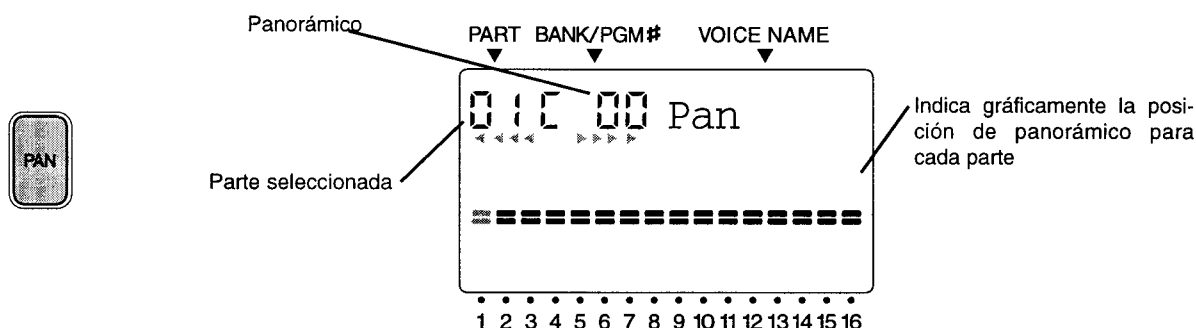 Panorámico
PART BANK/PGM# VOICE NAME
01C 00 Pan
PAN
Indica gráficamente la posi-
ción de panorámico para
cada parte
Parte seleccionada
1 2 3 4 5 6 7 8 9 10 11 12 13 14 15 16